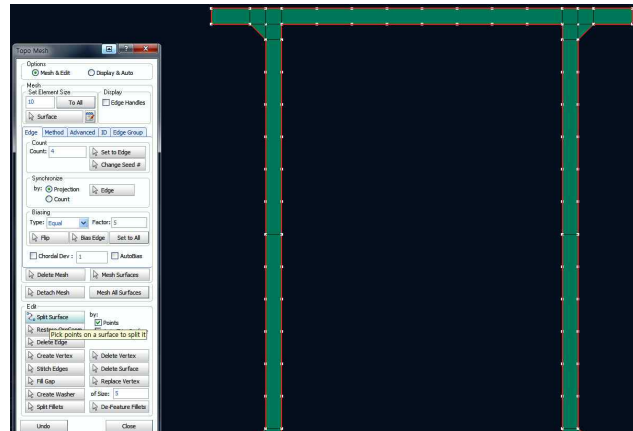 Topo Mesh
Options
Mesh & Edit Display & Auto
Mesh
Set Element Size Display
10 To All Edge Handles
Surface
Edge Method Advanced ID Edge Group
Count
Count: 4 Set to Edge
Change Seed #
Synchronize
by: Projection Edge
Count
Biasing
Type: Equal Factor: 5
Flip Bias Edge Set to All
Chordal Dev : 1 AutoBias
Delete Mesh Mesh Surfaces
Detach Mesh Mesh All Surfaces
Edit
Split Surface by:
Points
Pick points on a surface to split it
Delete Edge
Create Vertex Delete Vertex
Stitch Edges Delete Surface
Fill Gap Replace Vertex
Create Washer of Size: 5
Split Fillets De-Feature Fillets
Undo Close